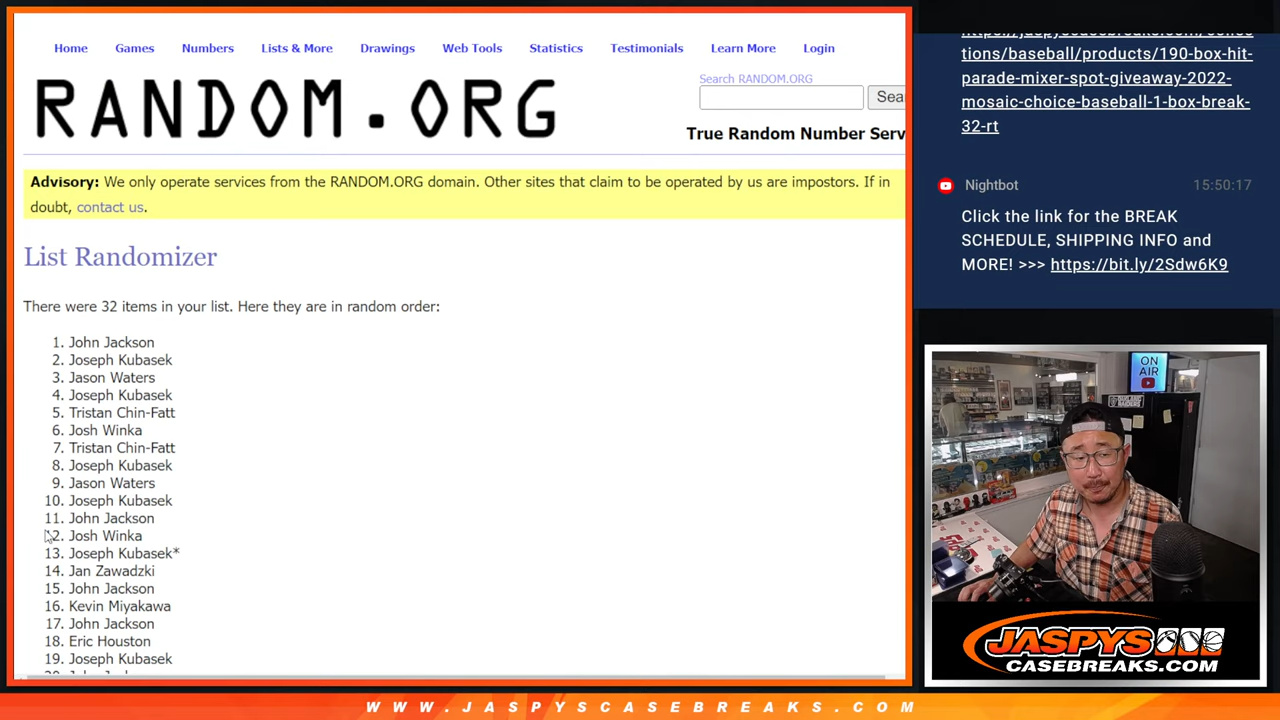 Home Games Numbers Lists & More Drawings Web Tools Statistics Testimonials Learn More Login
RANDOM.ORG
Search RANDOM.ORG
True Random Number Serv
Advisory: We only operate services from the RANDOM.ORG domain. Other sites that claim to be operated by us are impostors. If in
doubt, contact us.
List Randomizer
There were 32 items in your list. Here they are in random order:
1. John Jackson
2. Joseph Kubasek
3. Jason Waters
4. Joseph Kubasek
5. Tristan Chin-Fatt
6. Josh Winka
7. Tristan Chin-Fatt
8. Joseph Kubasek
9. Jason Waters
10. Joseph Kubasek
11. John Jackson
12. Josh Winka
13. Joseph Kubasek*
14. Jan Zawadzki
15. John Jackson
16. Kevin Miyakawa
17. John Jackson
18. Eric Houston
19. Joseph Kubasek
https://jaspyscasebreaks.com/collec
tions/baseball/products/190-box-hit-
parade-mixer-spot-giveaway-2022-
mosaic-choice-baseball-1-box-break-
32-rt
Nightbot 15:50:17
Click the link for the BREAK
SCHEDULE, SHIPPING INFO and
MORE! >>> https://bit.ly/2Sdw6K9
ON
AIR
JASPYS
CASEBREAKS.COM
WWW.JASPYSCASEBREAKS.COM